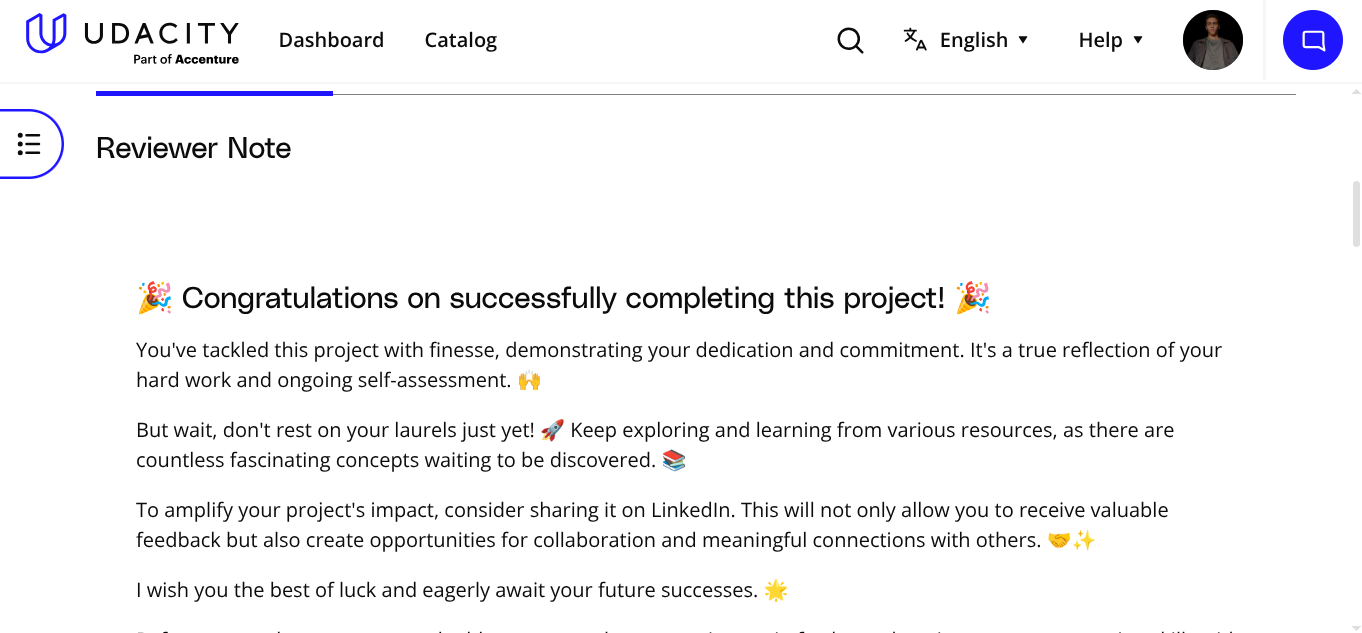 UDACITY
Part of Accenture
Dashboard
Catalog
English
Help
Reviewer Note
🎉 Congratulations on successfully completing this project! 🎉
You've tackled this project with finesse, demonstrating your dedication and commitment. It's a true reflection of your
hard work and ongoing self-assessment. 🙌
But wait, don't rest on your laurels just yet! 🚀 Keep exploring and learning from various resources, as there are
countless fascinating concepts waiting to be discovered. 📚
To amplify your project's impact, consider sharing it on LinkedIn. This will not only allow you to receive valuable
feedback but also create opportunities for collaboration and meaningful connections with others. 🤝✨
I wish you the best of luck and eagerly await your future successes. 🌟